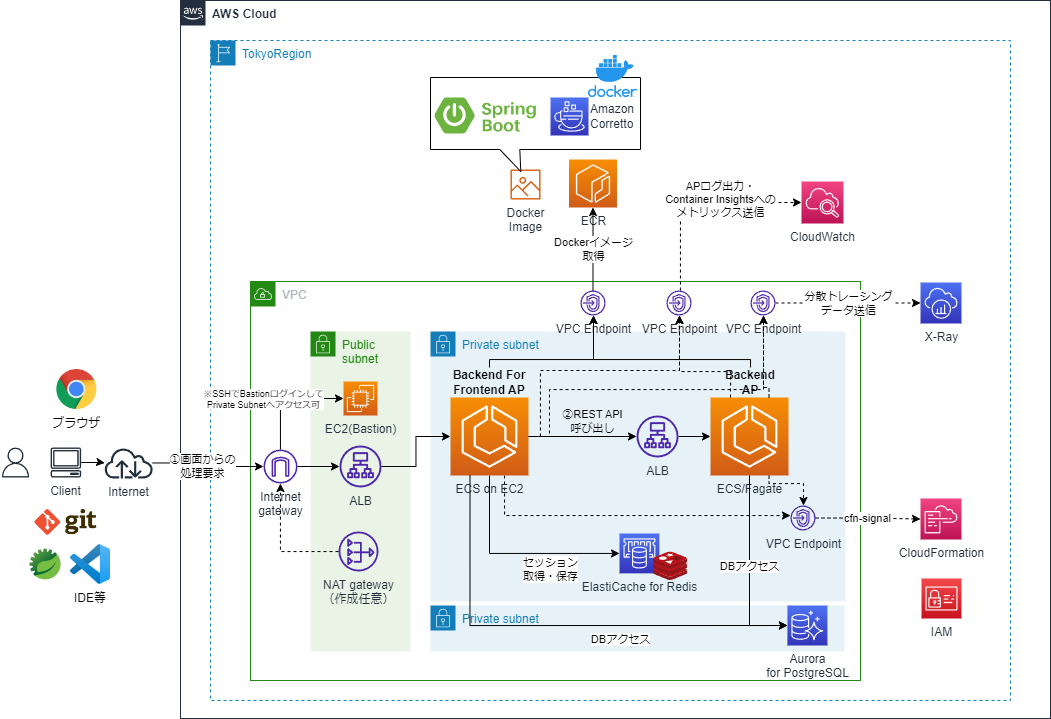 aws
AWS Cloud
TokyoRegion
docker
Spring
Boot
Amazon
Corretto
Docker
Image
ECR
Dockerイメージ
取得
APログ出力・
Container Insightsへの
メトリックス送信
CloudWatch
VPC
VPC Endpoint
VPC Endpoint
VPC Endpoint
分散トレーシング
データ送信
X-Ray
Public
subnet
Private subnet
Backend For
Frontend AP
Backend
AP
ブラウザ
※SSHでBastionログインして
Private Subnetへアクセス可
EC2(Bastion)
②REST API
呼び出し
①画面からの
処理要求
Client
Internet
Internet
gateway
ALB
ECS on EC2
ALB
ECS/Fagate
git
VPC Endpoint
cfn-signal
CloudFormation
NAT gateway
（作成任意）
セッション
取得・保存
ElastiCache for Redis
DBアクセス
IDE等
Private subnet
DBアクセス
Aurora
for PostgreSQL
IAM